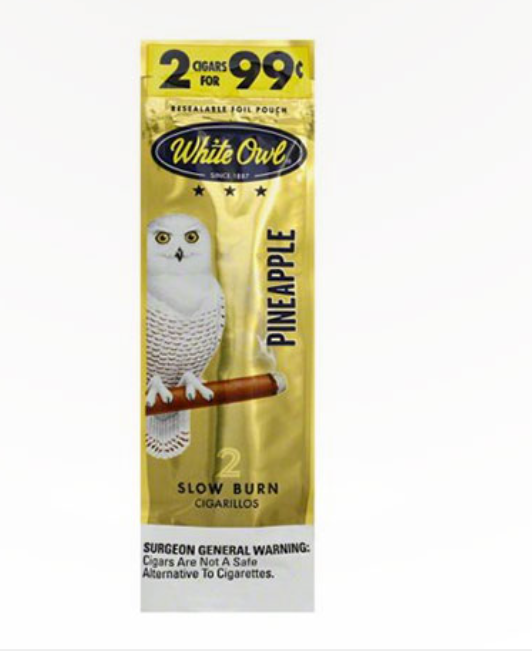 2 CIGARS FOR 99¢
RESEALABLE FOIL POUCH
White Owl®
SINCE 1887
PINEAPPLE
2
SLOW BURN
CIGARILLOS
SURGEON GENERAL WARNING:
Cigars Are Not A Safe
Alternative To Cigarettes.